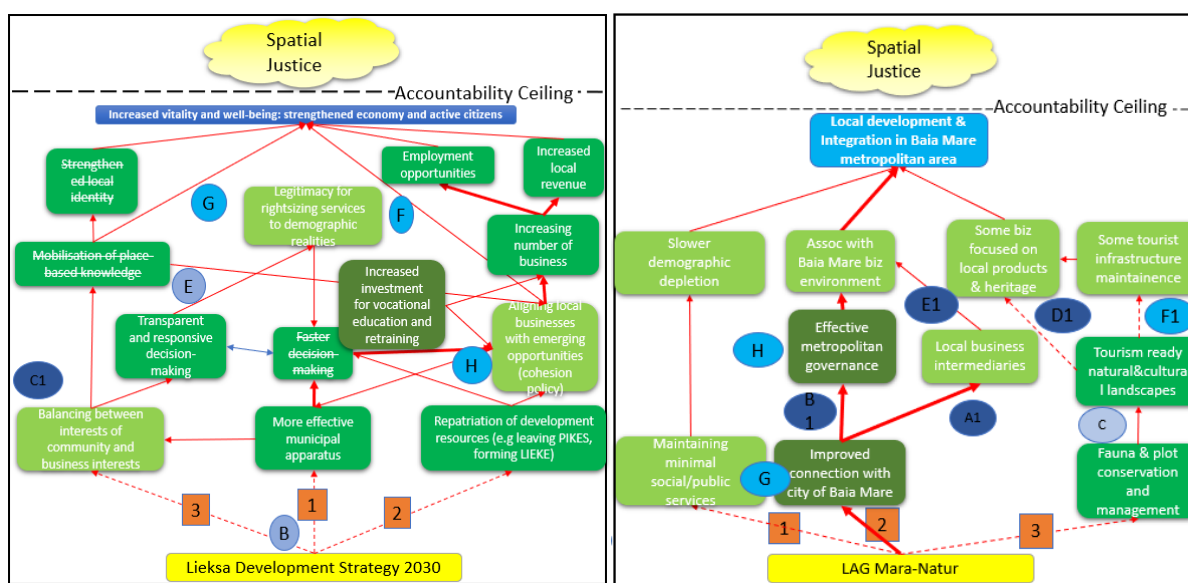 Spatial
Justice
Accountability Ceiling
Increased vitality and well-being: strengthened economy and active citizens
Strengthen
ed local
identity
Employment
opportunities
Increased
local
revenue
G
Legitimacy for
rightsizing services
to demographic
realities
F
Mobilisation of place-
based knowledge
Increasing
number of
business
E
Increased
investment
for vocational
education and
retraining
Transparent
and responsive
decision-
making
Faster
decision-
making
Aligning local
businesses with
emerging
opportunities
(cohesion
policy)
H
C1
Balancing between
interests of
community and
business interests
More effective
municipal
apparatus
Repatriation of development
resources (e.g leaving PIKES,
forming LIEKE)
3
1
2
B
Lieksa Development Strategy 2030
Spatial
Justice
Accountability Ceiling
Local development &
Integration in Baia Mare
metropolitan area
Slower
demographic
depletion
Assoc with
Baia Mare biz
environment
Some biz
focused on
local products
& heritage
Some tourist
infrastructure
maintainence
E1
D1
F1
H
Effective
metropolitan
governance
Local business
intermediaries
Tourism ready
natural&cultura
l landscapes
B
1
A1
C
Maintaining
minimal
social/public
services
G
Improved
connection with
city of Baia Mare
Fauna & plot
conservation
and
management
1
2
3
LAG Mara-Natur